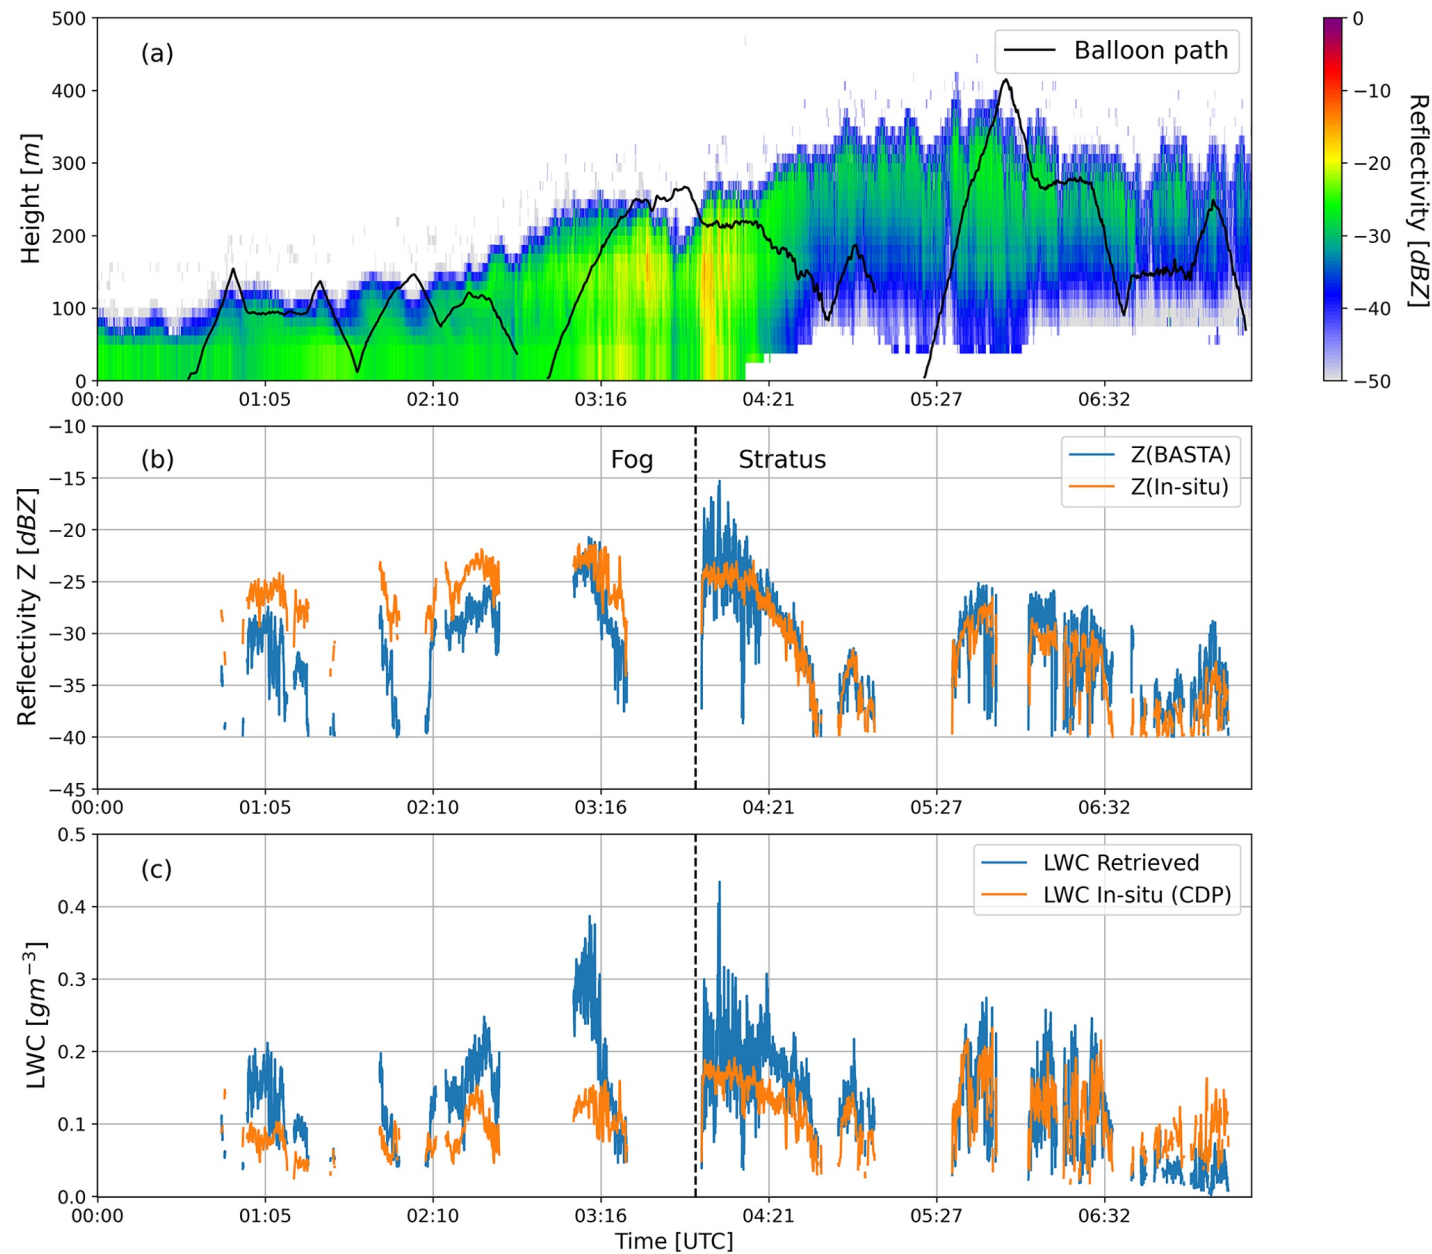 (a)
Balloon path
500
400
300
200
100
0
Height [m]
00:00 01:05 02:10 03:16 04:21 05:27 06:32
0
−10
−20
−30
−40
−50
Reflectivity [dBZ]
(b)
Fog
Stratus
Z(BASTA)
Z(In-situ)
−10
−15
−20
−25
−30
−35
−40
−45
Reflectivity Z [dBZ]
00:00 01:05 02:10 03:16 04:21 05:27 06:32
(c)
LWC Retrieved
LWC In-situ (CDP)
0.5
0.4
0.3
0.2
0.1
0.0
LWC [gm⁻³]
00:00 01:05 02:10 03:16 04:21 05:27 06:32
Time [UTC]